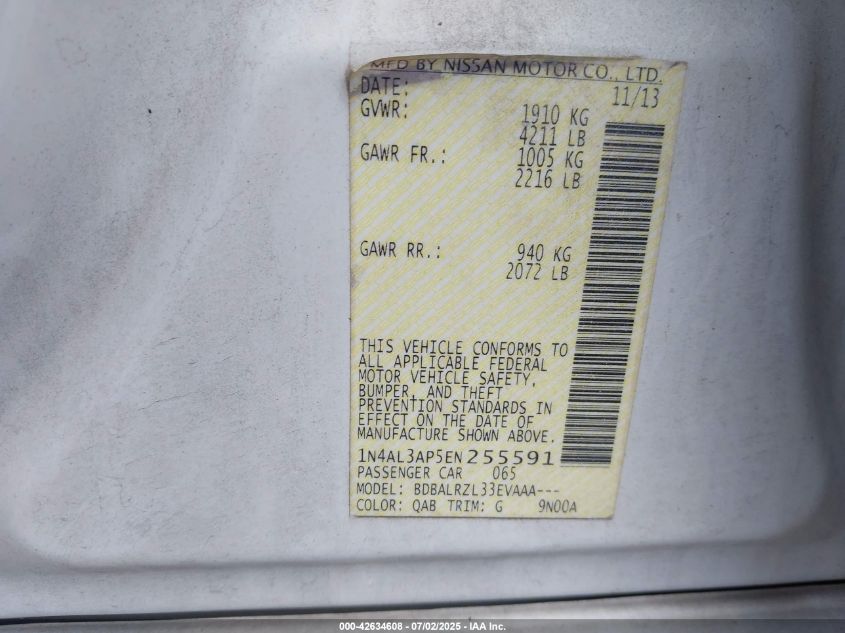 MFD BY NISSAN MOTOR CO., LTD.
DATE: 11/13
GVWR: 1910 KG
4211 LB
GAWR FR.: 1005 KG
2216 LB
GAWR RR.: 940 KG
2072 LB
THIS VEHICLE CONFORMS TO
ALL APPLICABLE FEDERAL
MOTOR VEHICLE SAFETY,
BUMPER, AND THEFT
PREVENTION STANDARDS IN
EFFECT ON THE DATE OF
MANUFACTURE SHOWN ABOVE.
1N4AL3AP5EN255591
PASSENGER CAR 065
MODEL: BDBALRZL33EVAAA---
COLOR: QAB TRIM: G 9N00A
000-42634608 - 07/02/2025 - IAA Inc.